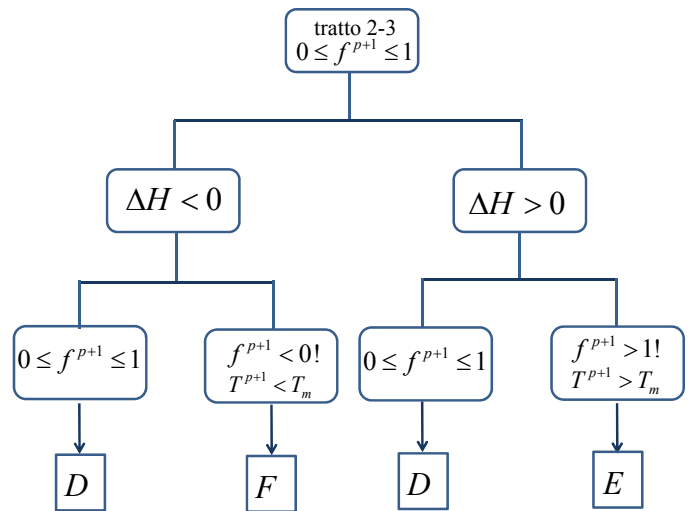 tratto 2-3
0 ≤ f^{p+1} ≤ 1
ΔH < 0
ΔH > 0
0 ≤ f^{p+1} ≤ 1
f^{p+1} < 0!
T^{p+1} < T_m
0 ≤ f^{p+1} ≤ 1
f^{p+1} > 1!
T^{p+1} > T_m
D
F
D
E